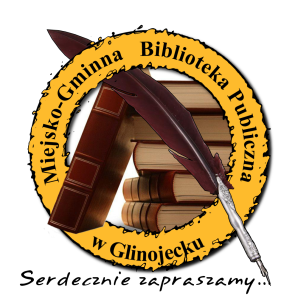 Miejsko-Gminna Biblioteka Publiczna
w Glinojecku
Serdecznie zapraszamy...